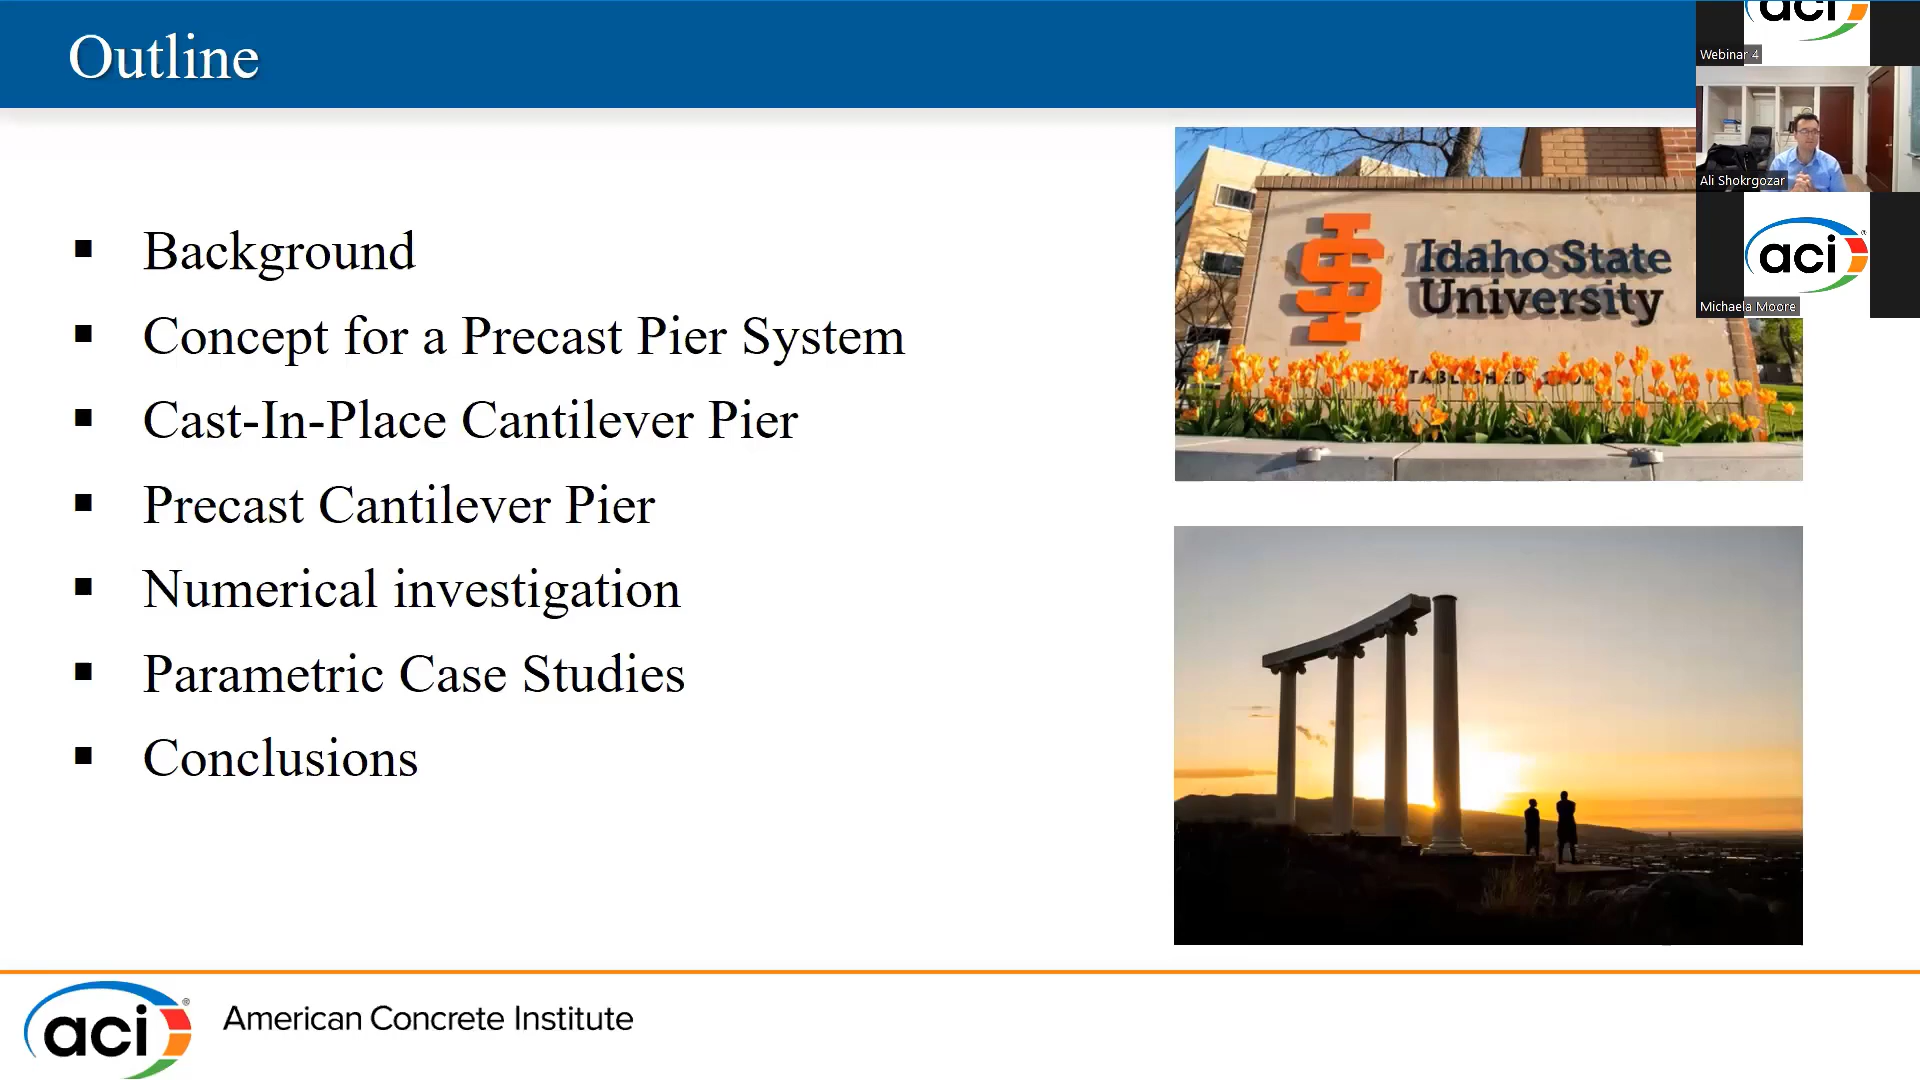 Outline
Background
Concept for a Precast Pier System
Cast-In-Place Cantilever Pier
Precast Cantilever Pier
Numerical investigation
Parametric Case Studies
Conclusions
Idaho State
University
aci
Webinar 4
Ali Shokrgozar
aci
Michaela Moore
aci
American Concrete Institute